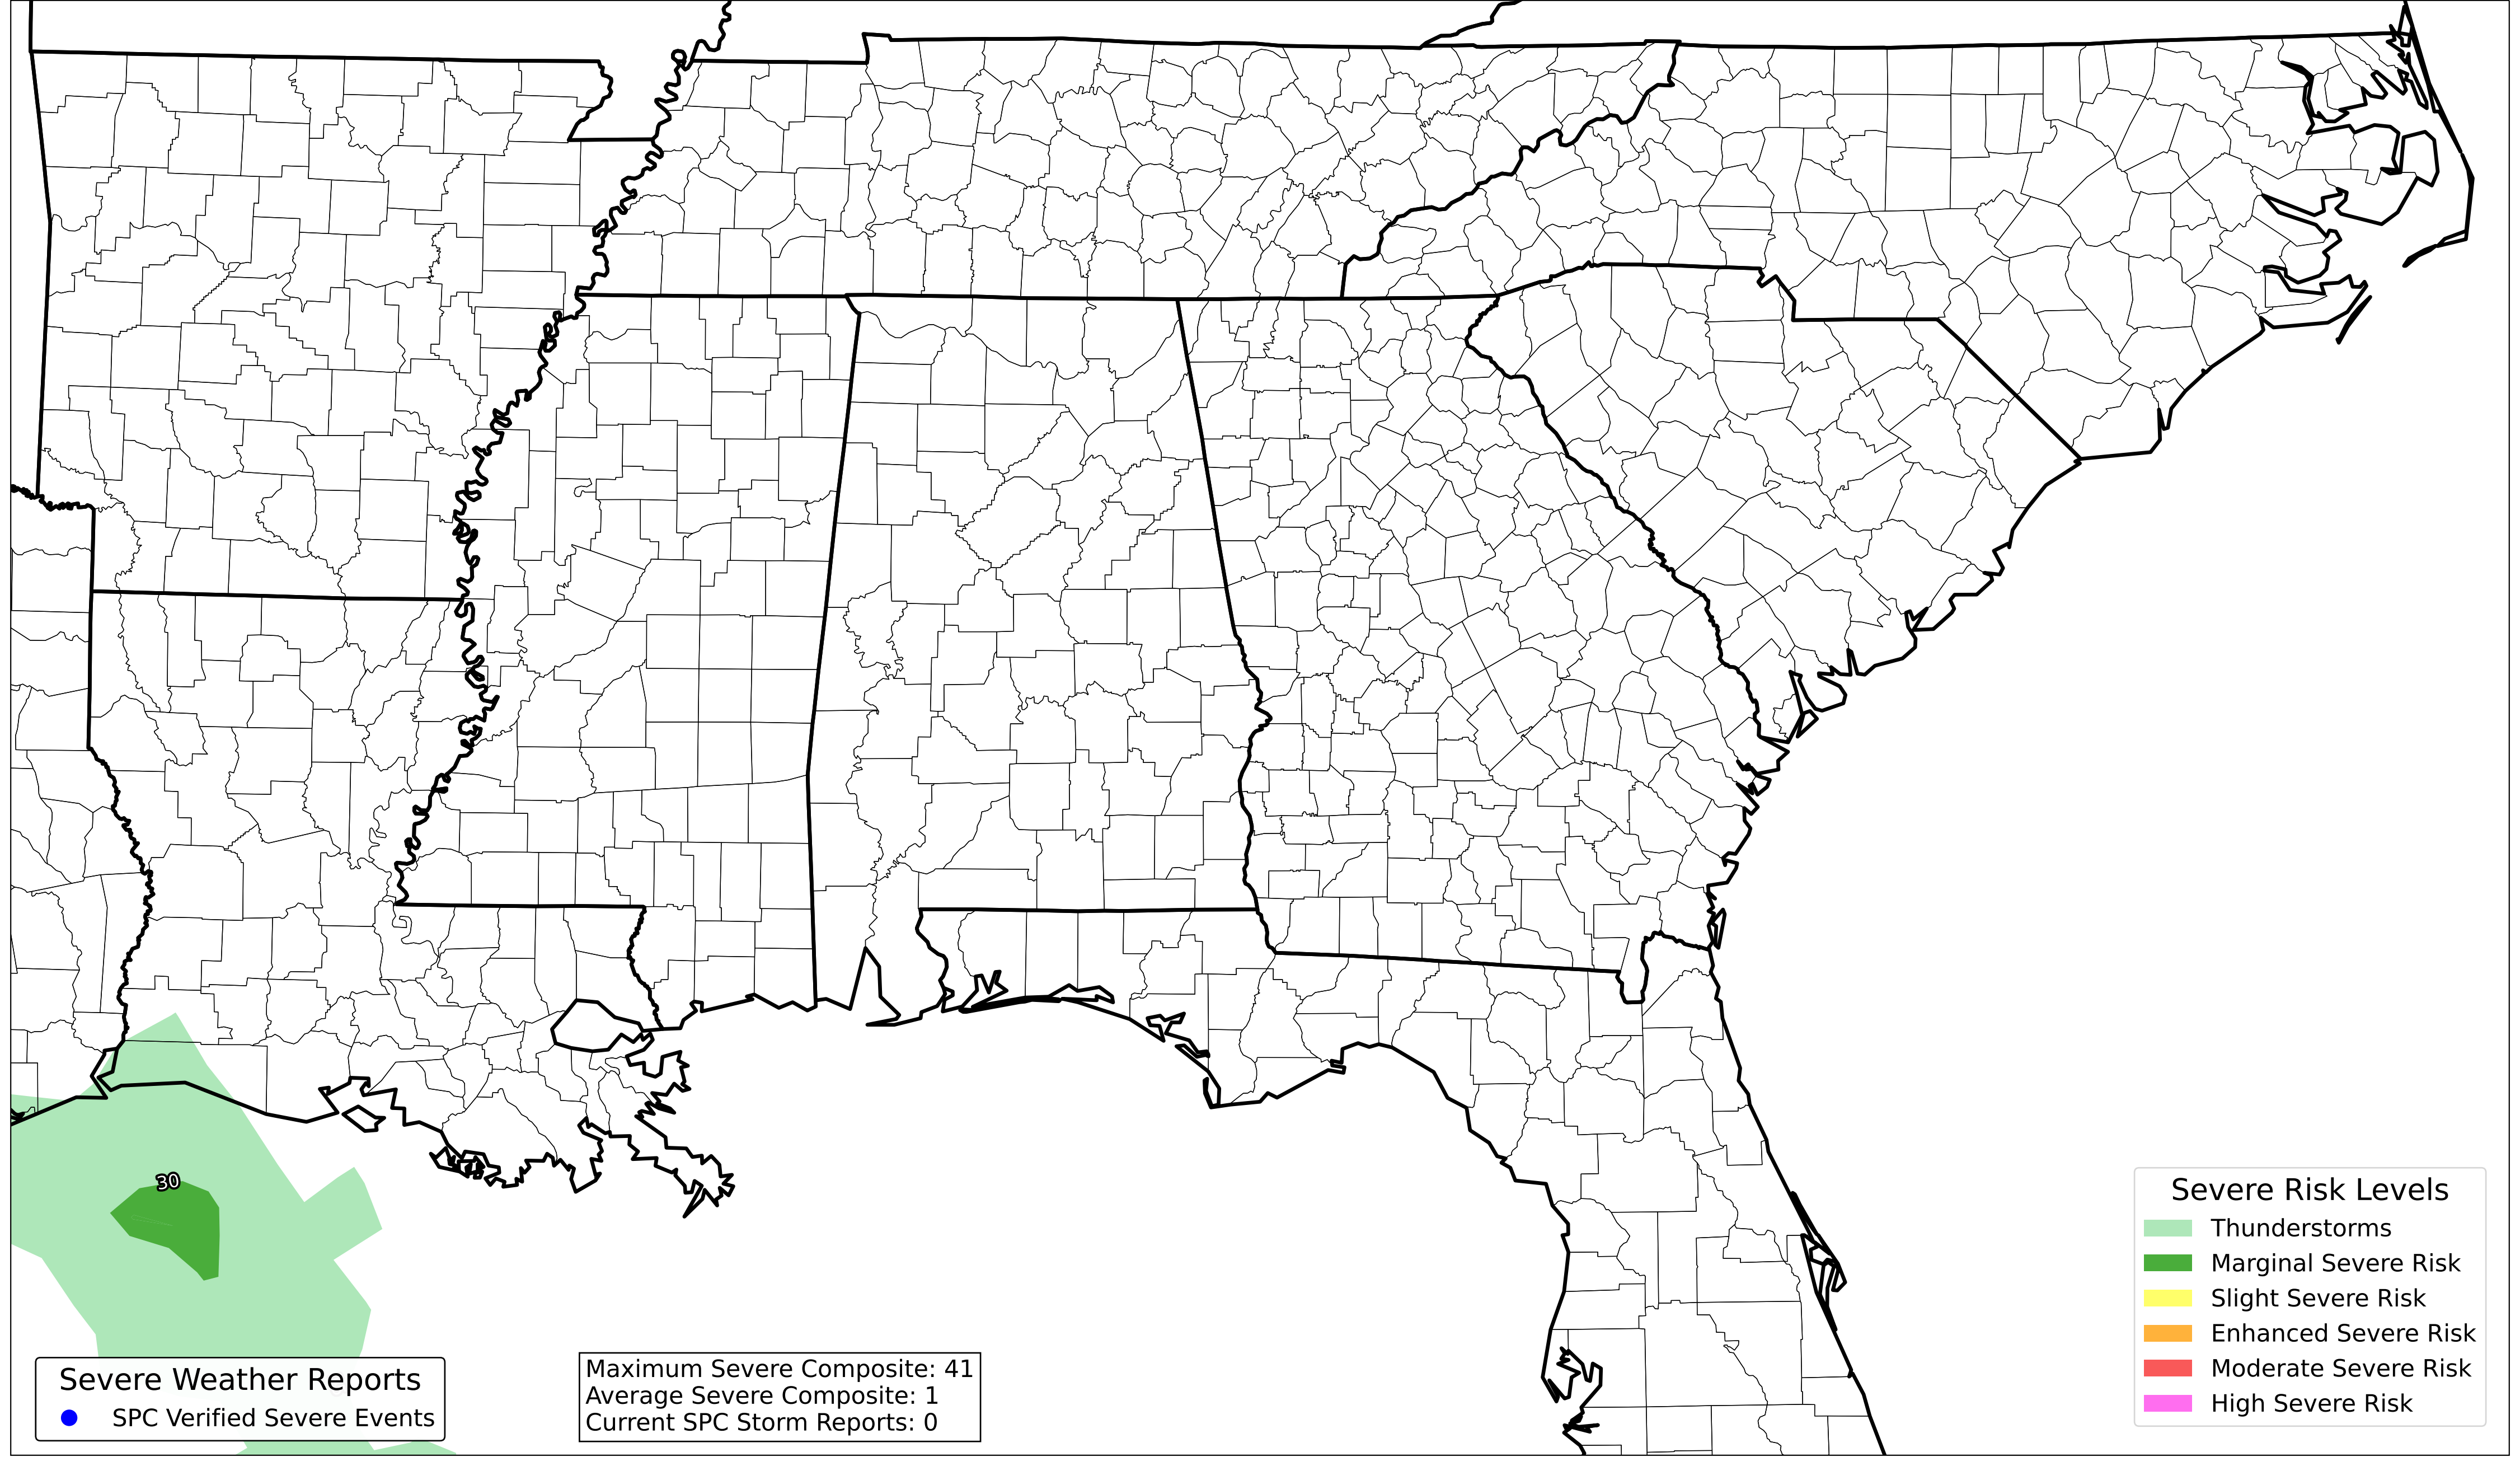 30
Severe Weather Reports
SPC Verified Severe Events
Maximum Severe Composite: 41
Average Severe Composite: 1
Current SPC Storm Reports: 0
Severe Risk Levels
Thunderstorms
Marginal Severe Risk
Slight Severe Risk
Enhanced Severe Risk
Moderate Severe Risk
High Severe Risk